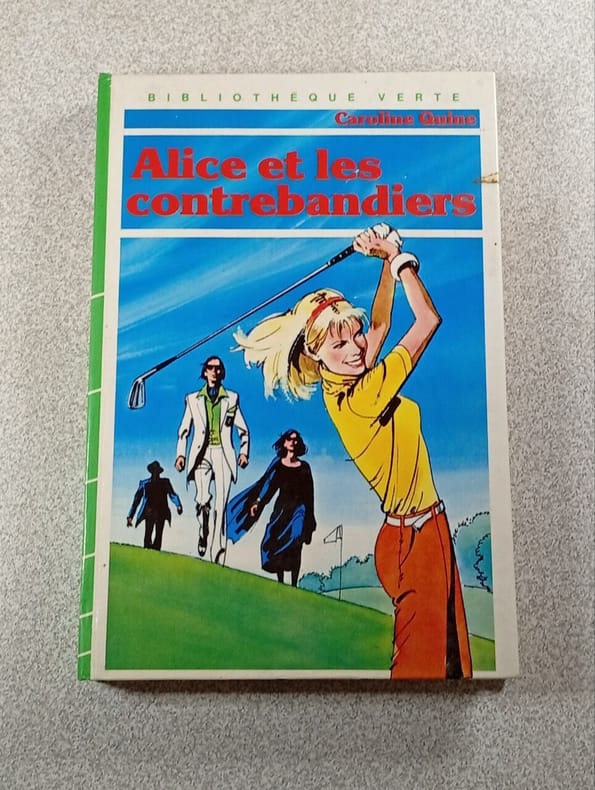 BIBLIOTHÈQUE VERTE
Caroline Quine
Alice et les
contrebandiers